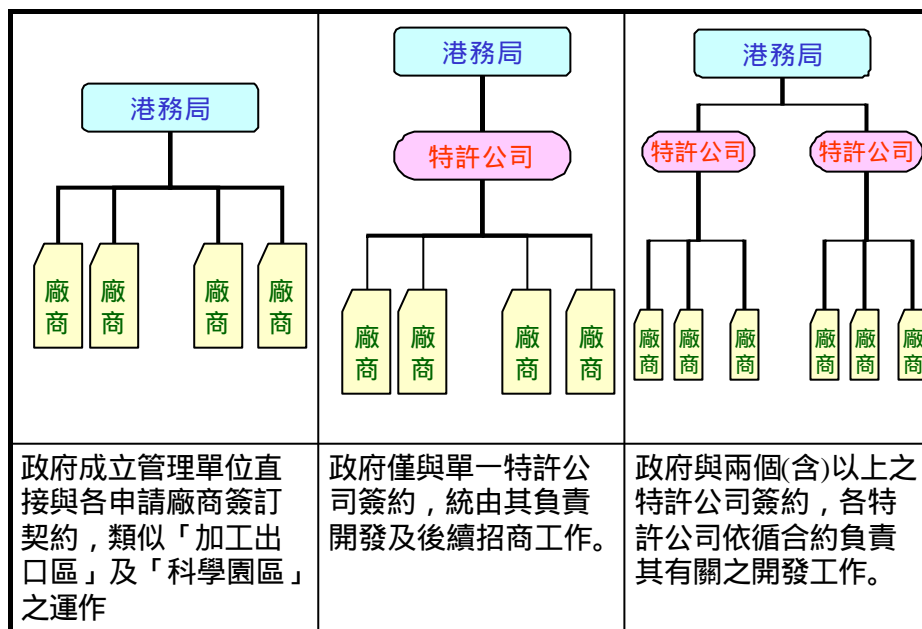 港務局
廠商
廠商
廠商
廠商
政府成立管理單位直
接與各申請廠商簽訂
契約，類似「加工出
口區」及「科學園區」
之運作
港務局
特許公司
廠商
廠商
廠商
廠商
政府僅與單一特許公
司簽約，統由其負責
開發及後續招商工作。
港務局
特許公司
特許公司
廠商
廠商
廠商
廠商
廠商
廠商
政府與兩個(含)以上之
特許公司簽約，各特
許公司依循合約負責
其有關之開發工作。